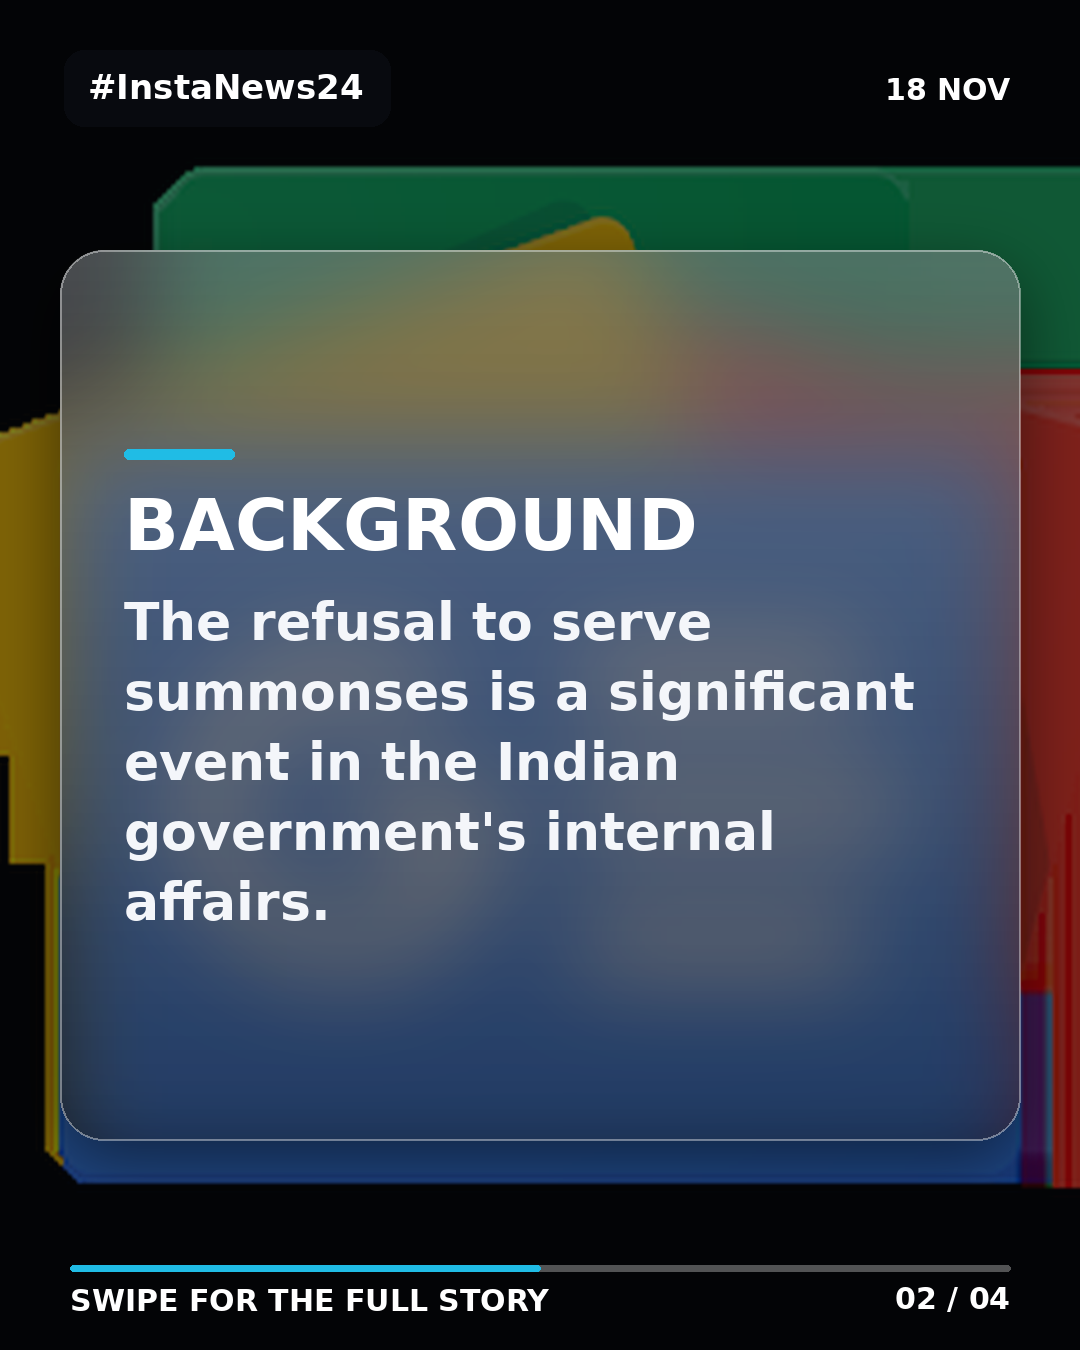 #InstaNews24
18 NOV
BACKGROUND
The refusal to serve
summonses is a significant
event in the Indian
government's internal
affairs.
SWIPE FOR THE FULL STORY
02 / 04